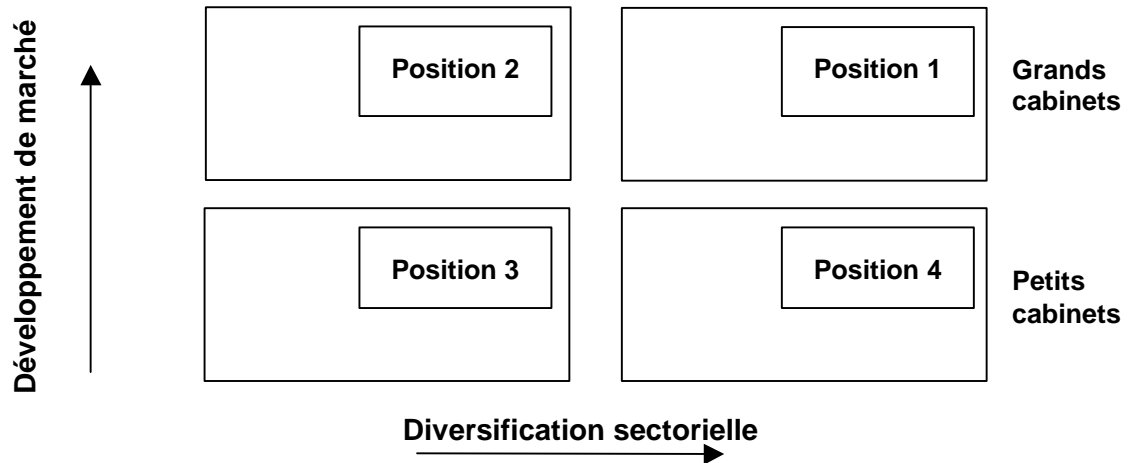 Développement de marché
Position 2
Position 1
Grands
cabinets
Position 3
Position 4
Petits
cabinets
Diversification sectorielle